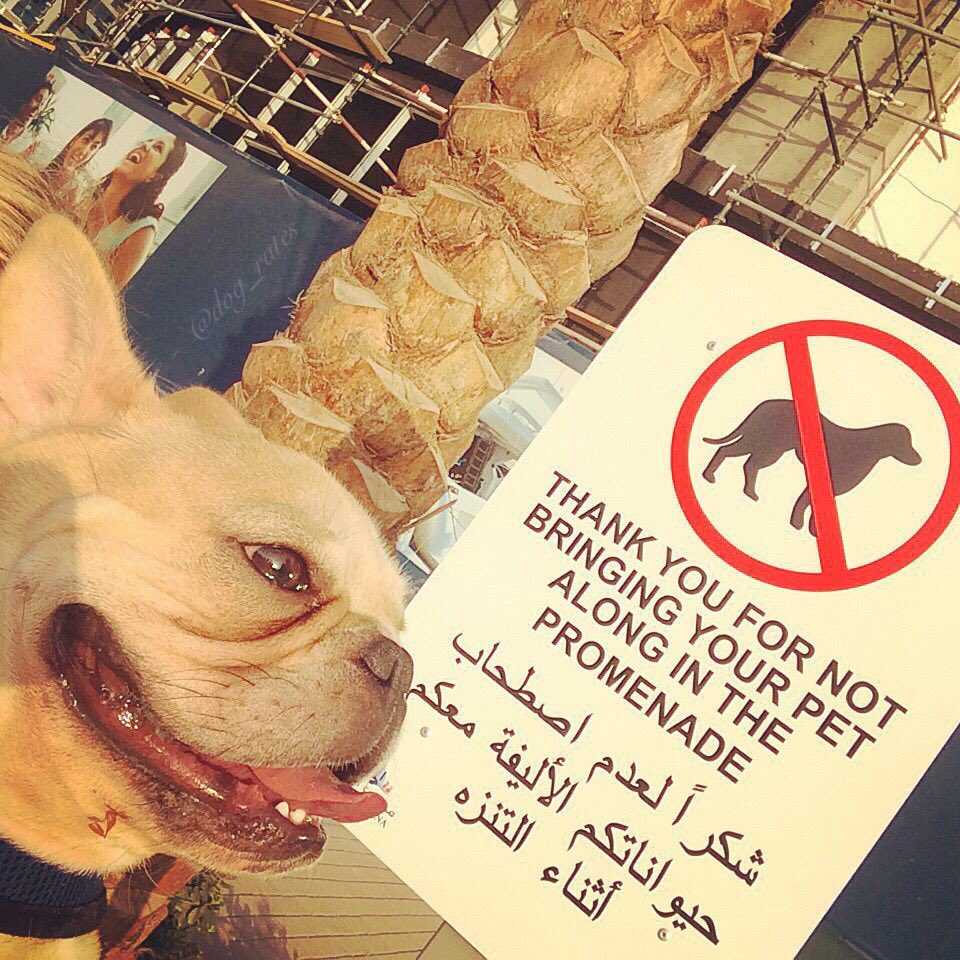 @dog_rates
THANK YOU FOR NOT
BRINGING YOUR PET
ALONG IN THE
PROMENADE
شكراً لعدم اصطحاب
حيواناتكم الأليفة معكم
أثناء التنزه